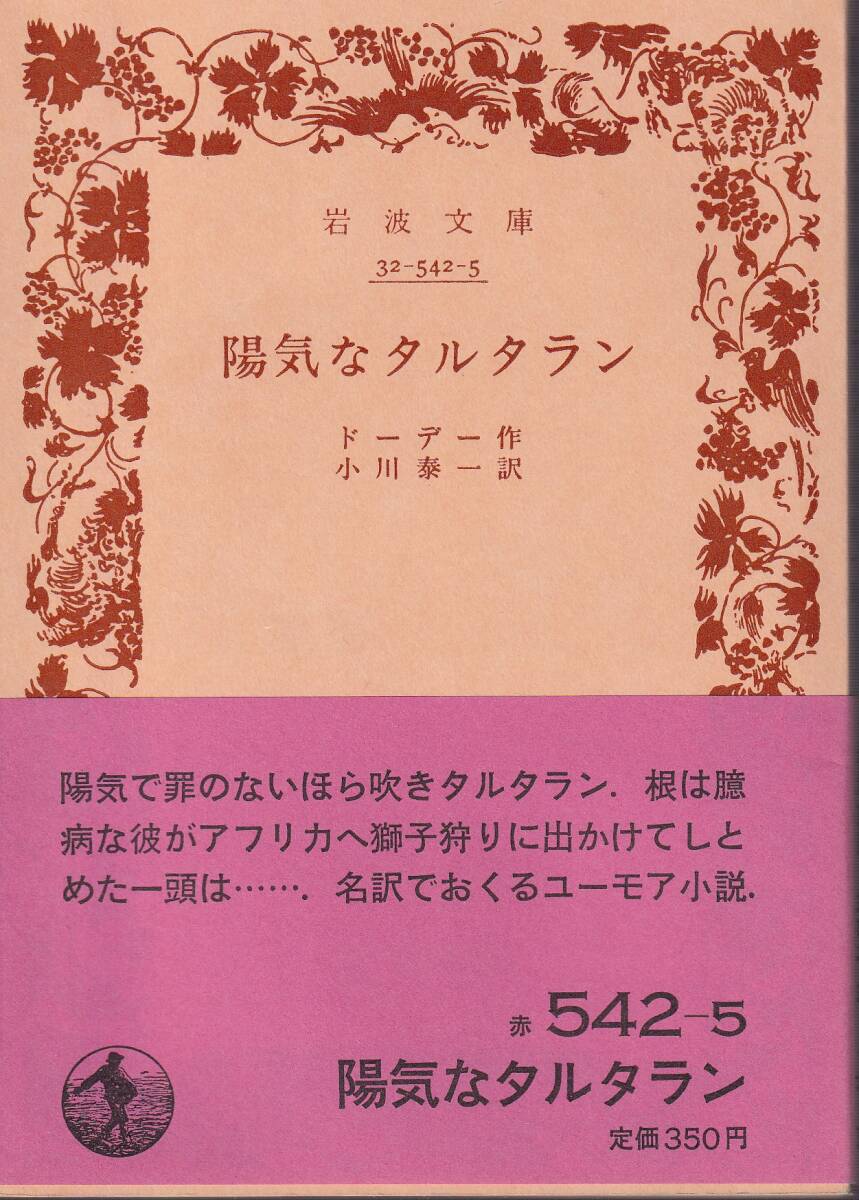 岩波文庫
32-542-5
陽気なタルタラン
ドーデー作
小川泰一訳
陽気で罪のないほら吹きタルタラン．根は臆
病な彼がアフリカへ獅子狩りに出かけてしと
めた一頭は……．名訳でおくるユーモア小説．
赤 542-5
陽気なタルタラン
定価350円